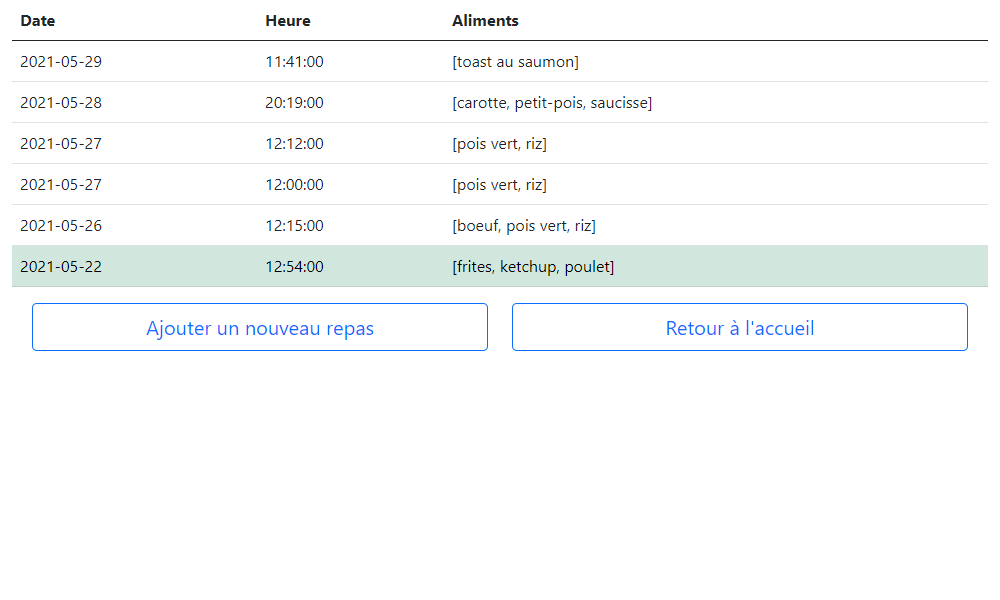 Date Heure Aliments
2021-05-29 11:41:00 [toast au saumon]
2021-05-28 20:19:00 [carotte, petit-pois, saucisse]
2021-05-27 12:12:00 [pois vert, riz]
2021-05-27 12:00:00 [pois vert, riz]
2021-05-26 12:15:00 [boeuf, pois vert, riz]
2021-05-22 12:54:00 [frites, ketchup, poulet]
Ajouter un nouveau repas Retour à l'accueil